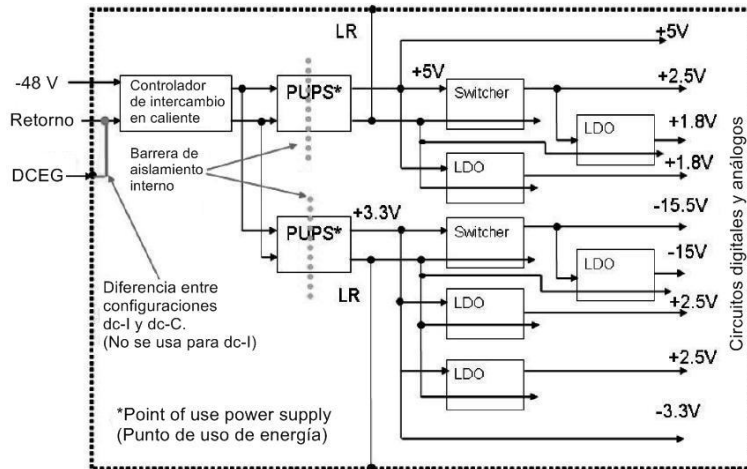 LR
+5V
-48 V
Controlador
de intercambio
en caliente
PUPS*
+5V
Switcher
+2.5V
Retorno
LDO
+1.8V
DCEG
Barrera de
aislamiento
interno
LDO
+1.8V
PUPS*
+3.3V
Switcher
-15.5V
LDO
-15V
LR
Diferencia entre
configuraciones
dc-I y dc-C.
(No se usa para dc-I)
LDO
+2.5V
LDO
+2.5V
-3.3V
*Point of use power supply
(Punto de uso de energía)
Circuitos digitales y análogos